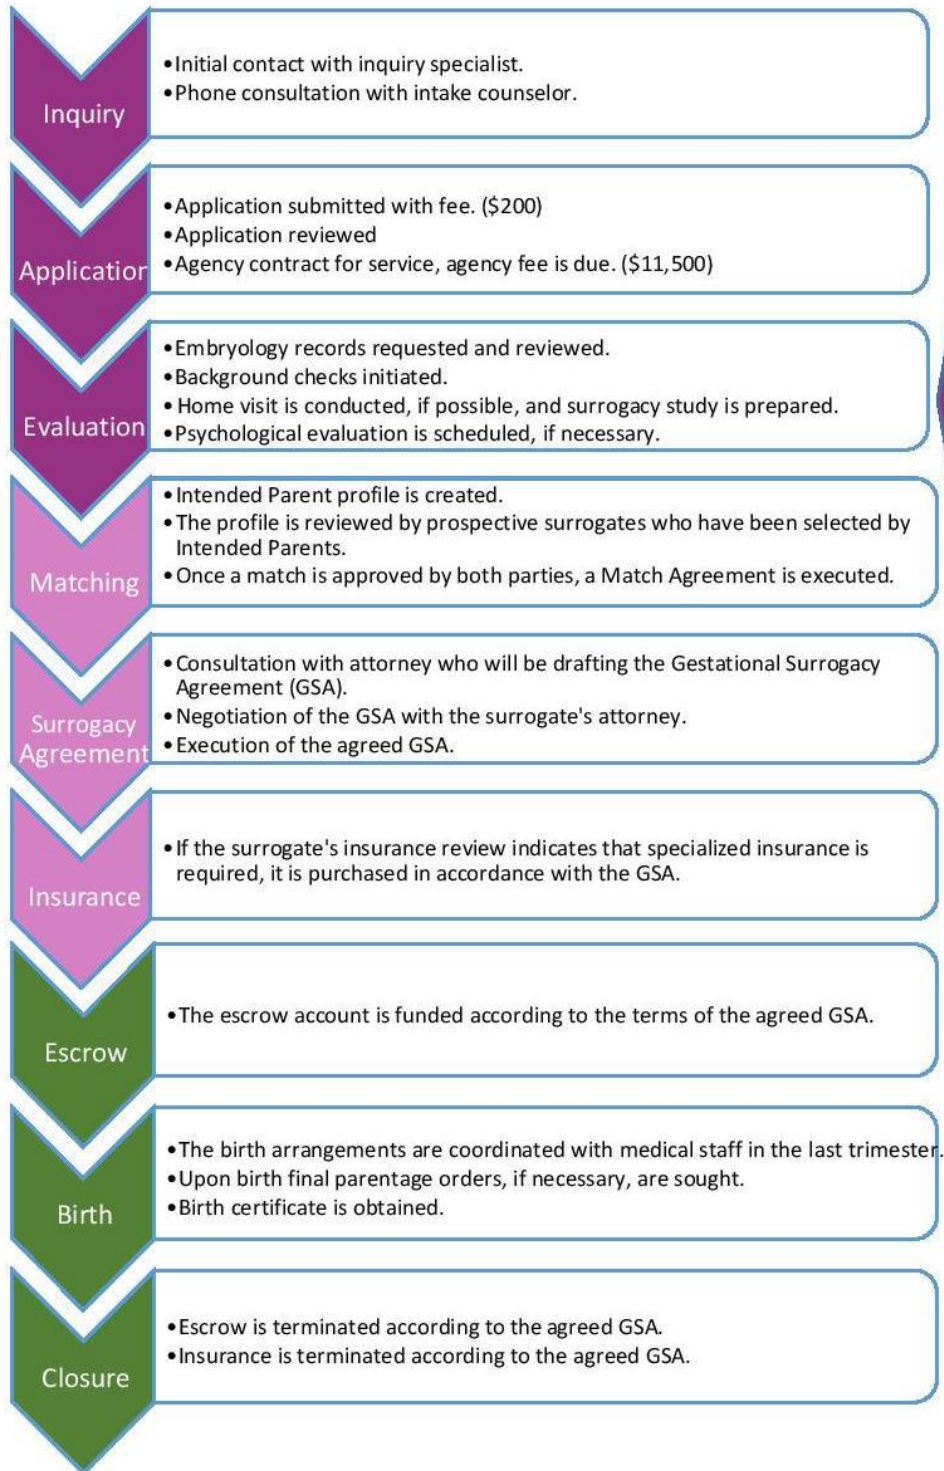 Inquiry
•Initial contact with inquiry specialist.
•Phone consultation with intake counselor.
Application
•Application submitted with fee. ($200)
•Application reviewed
•Agency contract for service, agency fee is due. ($11,500)
Evaluation
•Embryology records requested and reviewed.
•Background checks initiated.
•Home visit is conducted, if possible, and surrogacy study is prepared.
•Psychological evaluation is scheduled, if necessary.
Matching
•Intended Parent profile is created.
•The profile is reviewed by prospective surrogates who have been selected by
Intended Parents.
•Once a match is approved by both parties, a Match Agreement is executed.
Surrogacy
Agreement
•Consultation with attorney who will be drafting the Gestational Surrogacy
Agreement (GSA).
•Negotiation of the GSA with the surrogate's attorney.
•Execution of the agreed GSA.
Insurance
•If the surrogate's insurance review indicates that specialized insurance is
required, it is purchased in accordance with the GSA.
Escrow
•The escrow account is funded according to the terms of the agreed GSA.
Birth
•The birth arrangements are coordinated with medical staff in the last trimester.
•Upon birth final parentage orders, if necessary, are sought.
•Birth certificate is obtained.
Closure
•Escrow is terminated according to the agreed GSA.
•Insurance is terminated according to the agreed GSA.